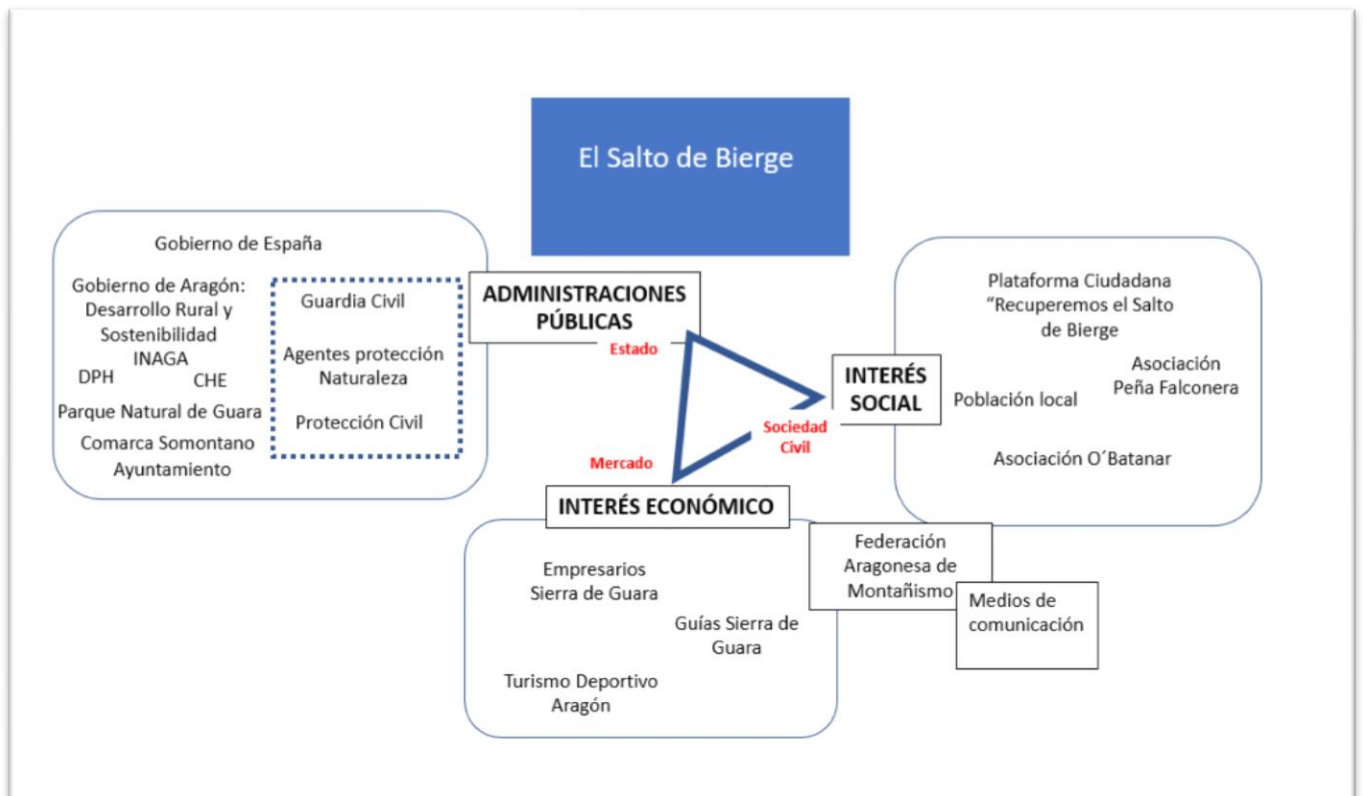 El Salto de Bierge
Gobierno de España
Gobierno de Aragón:
Desarrollo Rural y
Sostenibilidad
INAGA
DPH
CHE
Parque Natural de Guara
Comarca Somontano
Ayuntamiento
Guardia Civil
Agentes protección
Naturaleza
Protección Civil
ADMINISTRACIONES
PÚBLICAS
Estado
INTERÉS
SOCIAL
Sociedad
Civil
Mercado
INTERÉS ECONÓMICO
Plataforma Ciudadana
“Recuperemos el Salto
de Bierge
Asociación
Peña Falconera
Población local
Asociación O´Batanar
Empresarios
Sierra de Guara
Guías Sierra de
Guara
Turismo Deportivo
Aragón
Federación
Aragonesa de
Montañismo
Medios de
comunicación